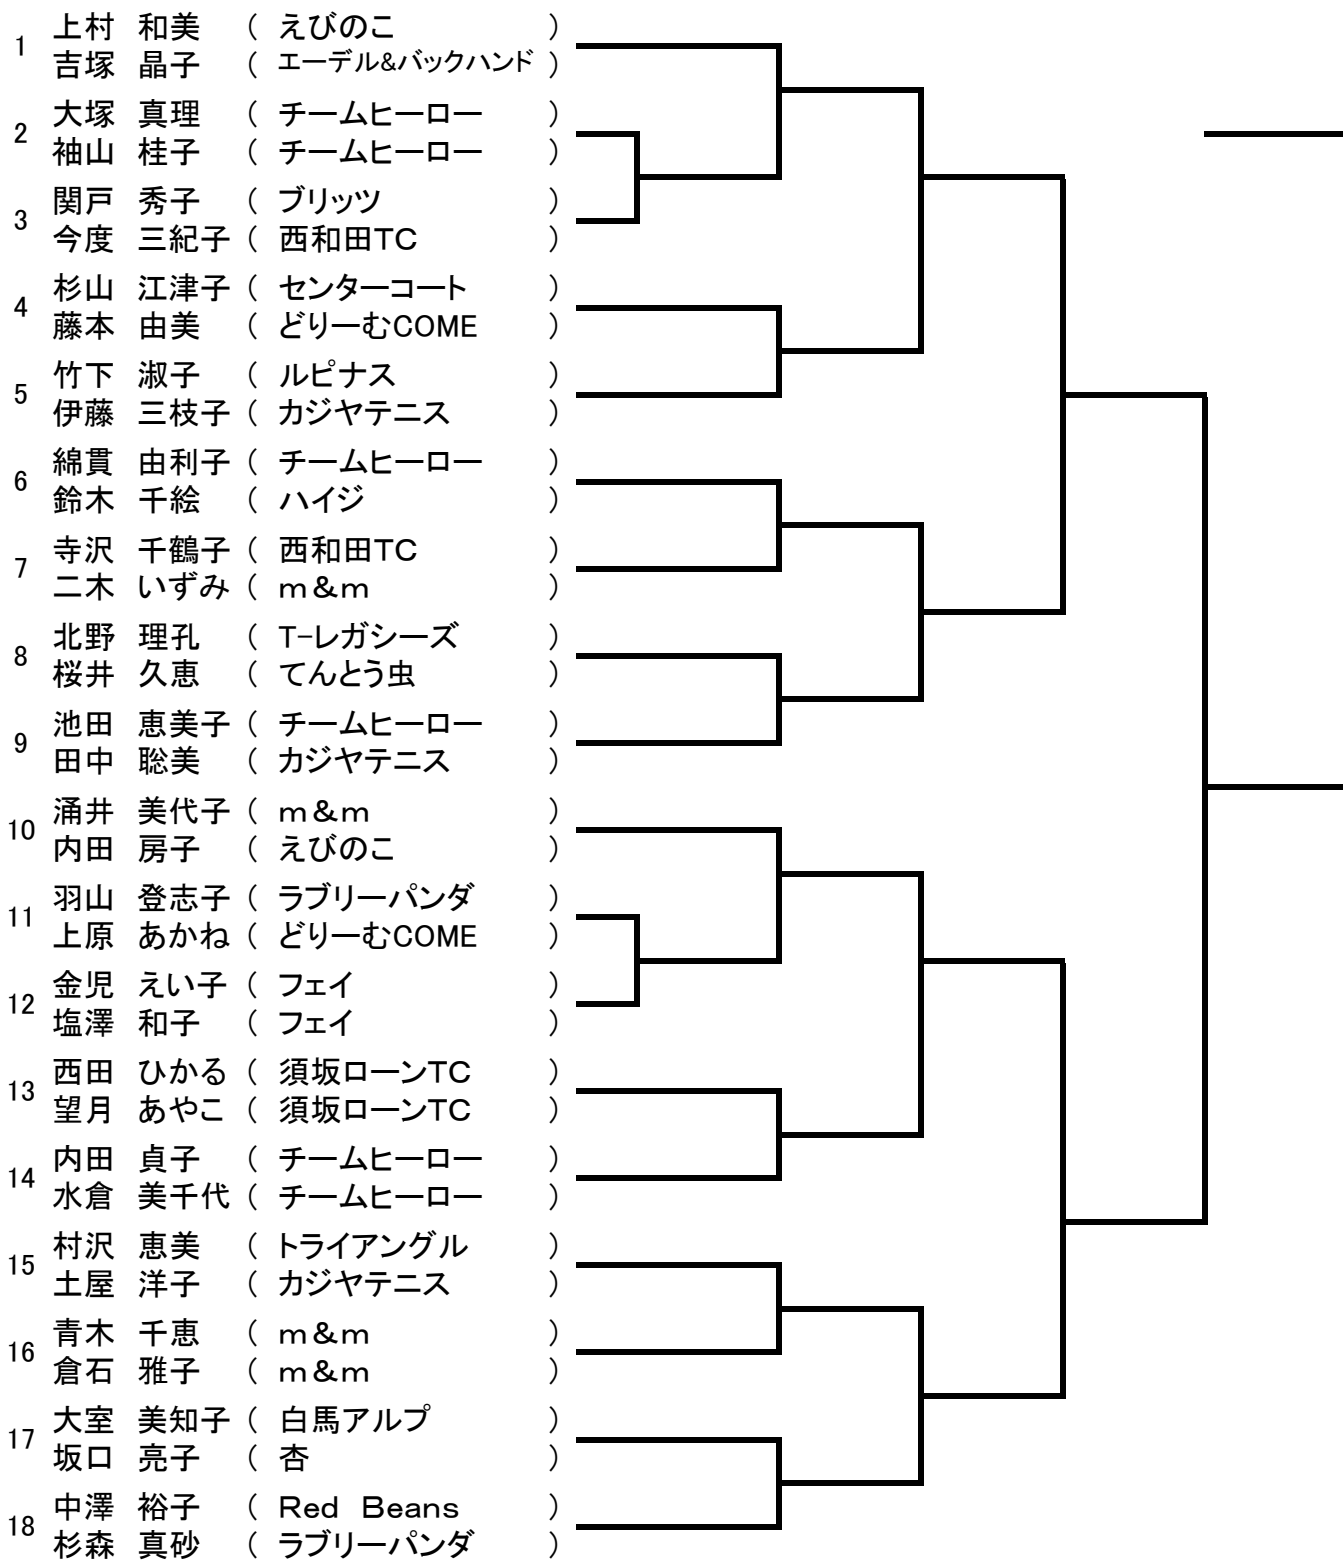 1 上村 和美 ( えびのこ )
吉塚 晶子 ( エーデル&バックハンド )
2 大塚 真理 ( チームヒーロー )
袖山 桂子 ( チームヒーロー )
3 関戸 秀子 ( ブリッツ )
今度 三紀子 ( 西和田TC )
4 杉山 江津子 ( センターコート )
藤本 由美 ( どりーむCOME )
5 竹下 淑子 ( ルピナス )
伊藤 三枝子 ( カジヤテニス )
6 綿貫 由利子 ( チームヒーロー )
鈴木 千絵 ( ハイジ )
7 寺沢 千鶴子 ( 西和田TC )
二木 いずみ ( m&m )
8 北野 理孔 ( T-レガシーズ )
桜井 久恵 ( てんとう虫 )
9 池田 恵美子 ( チームヒーロー )
田中 聡美 ( カジヤテニス )
10 涌井 美代子 ( m&m )
内田 房子 ( えびのこ )
11 羽山 登志子 ( ラブリーパンダ )
上原 あかね ( どりーむCOME )
12 金児 えい子 ( フェイ )
塩澤 和子 ( フェイ )
13 西田 ひかる ( 須坂ローンTC )
望月 あやこ ( 須坂ローンTC )
14 内田 貞子 ( チームヒーロー )
水倉 美千代 ( チームヒーロー )
15 村沢 恵美 ( トライアングル )
土屋 洋子 ( カジヤテニス )
16 青木 千恵 ( m&m )
倉石 雅子 ( m&m )
17 大室 美知子 ( 白馬アルプ )
坂口 亮子 ( 杏 )
18 中澤 裕子 ( Red Beans )
杉森 真砂 ( ラブリーパンダ )